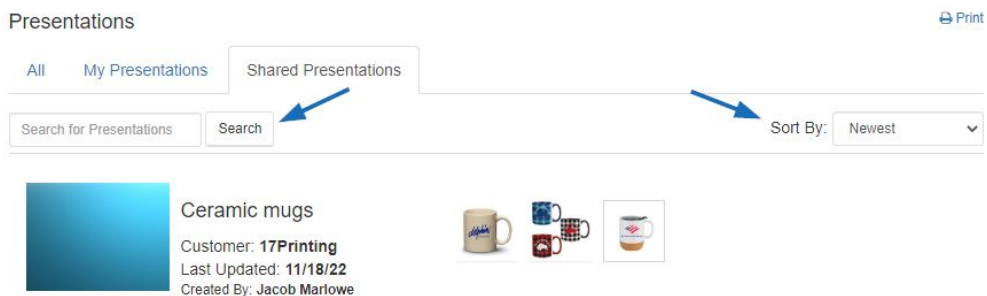 Presentations
Print
All My Presentations Shared Presentations
Search for Presentations Search Sort By: Newest
Ceramic mugs
Customer: 17Printing
Last Updated: 11/18/22
Created By: Jacob Marlowe